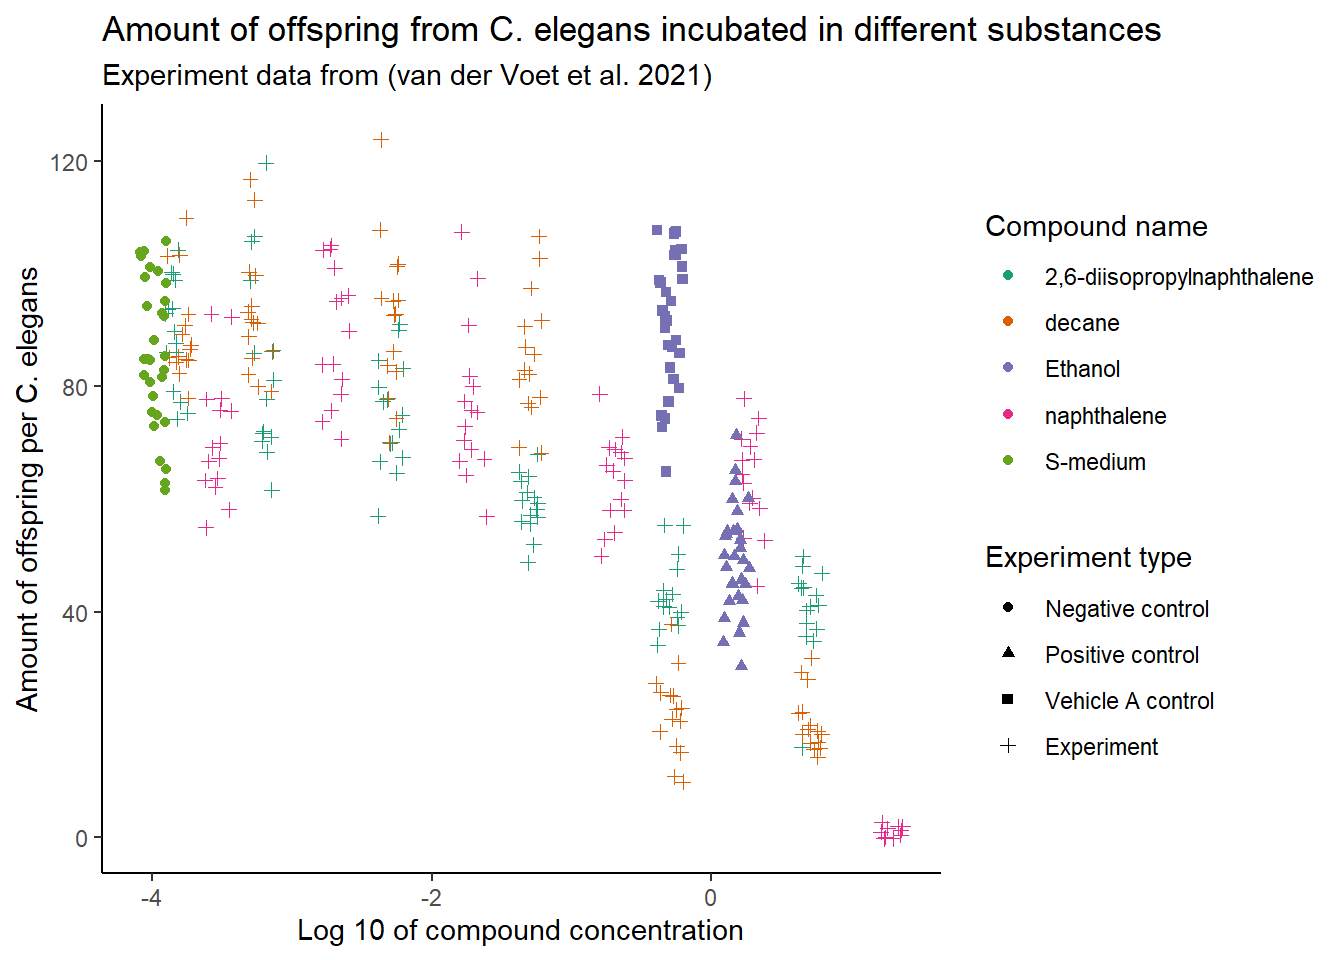 Amount of offspring from C. elegans incubated in different substances
Experiment data from (van der Voet et al. 2021)
Amount of offspring per C. elegans
120
80
40
0
-4
-2
0
Log 10 of compound concentration
Compound name
2,6-diisopropylnaphthalene
decane
Ethanol
naphthalene
S-medium
Experiment type
Negative control
Positive control
Vehicle A control
Experiment